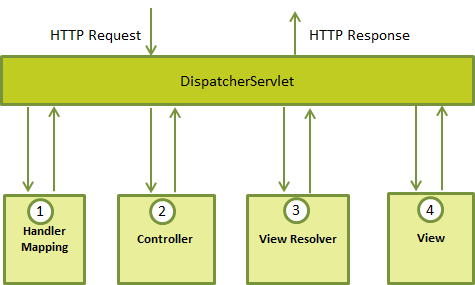 HTTP Request
HTTP Response
DispatcherServlet
1
Handler
Mapping
2
Controller
3
View Resolver
4
View